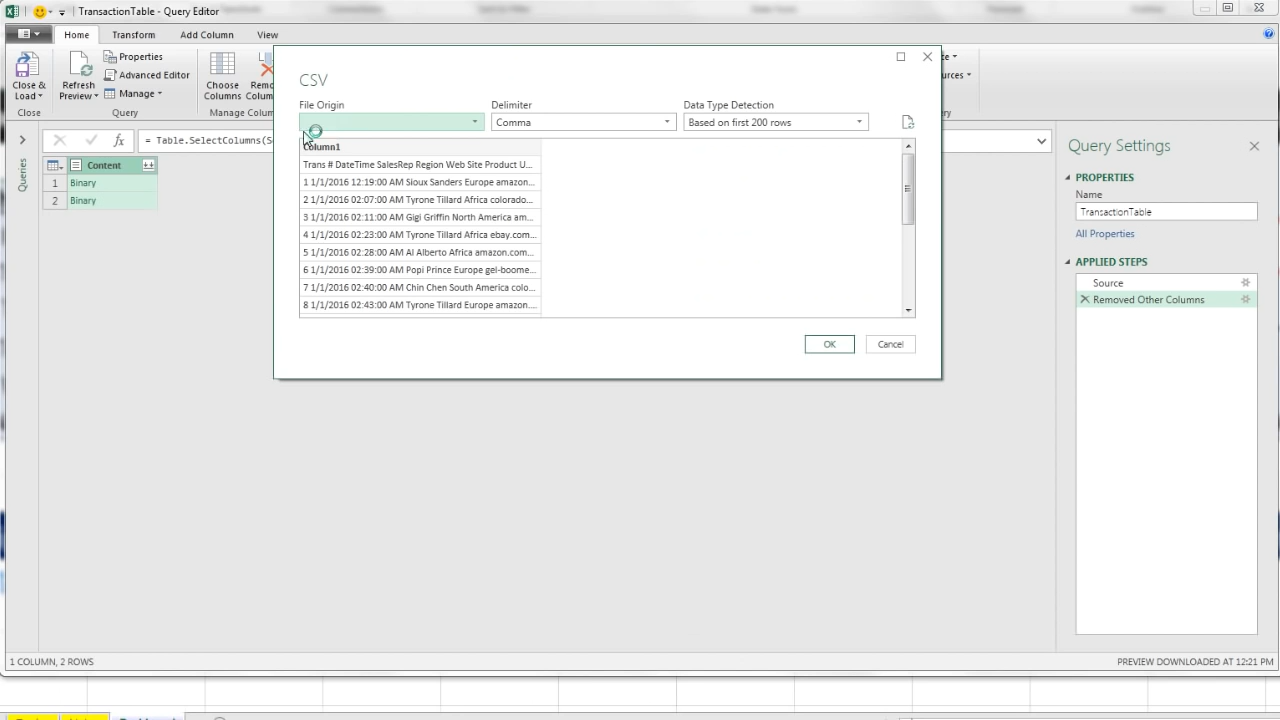 TransactionTable - Query Editor
Home Transform Add Column View
Close & Load
Refresh Preview
Properties
Advanced Editor
Manage
Choose Columns
Close Query
= Table.SelectColumns(
Queries
Content
1 Binary
2 Binary
CSV
File Origin Delimiter Data Type Detection
Comma Based on first 200 rows
Column1
Trans # DateTime SalesRep Region Web Site Product U...
1 1/1/2016 12:19:00 AM Sioux Sanders Europe amazon...
2 1/1/2016 02:07:00 AM Tyrone Tillard Africa colorado...
3 1/1/2016 02:11:00 AM Gigi Griffin North America am...
4 1/1/2016 02:23:00 AM Tyrone Tillard Africa ebay.com...
5 1/1/2016 02:28:00 AM Al Alberto Africa amazon.com...
6 1/1/2016 02:39:00 AM Popi Prince Europe gel-boome...
7 1/1/2016 02:40:00 AM Chin Chen South America colo...
8 1/1/2016 02:43:00 AM Tyrone Tillard Europe amazon....
OK Cancel
Query Settings
PROPERTIES
Name
TransactionTable
All Properties
APPLIED STEPS
Source
Removed Other Columns
1 COLUMN, 2 ROWS
PREVIEW DOWNLOADED AT 12:21 PM